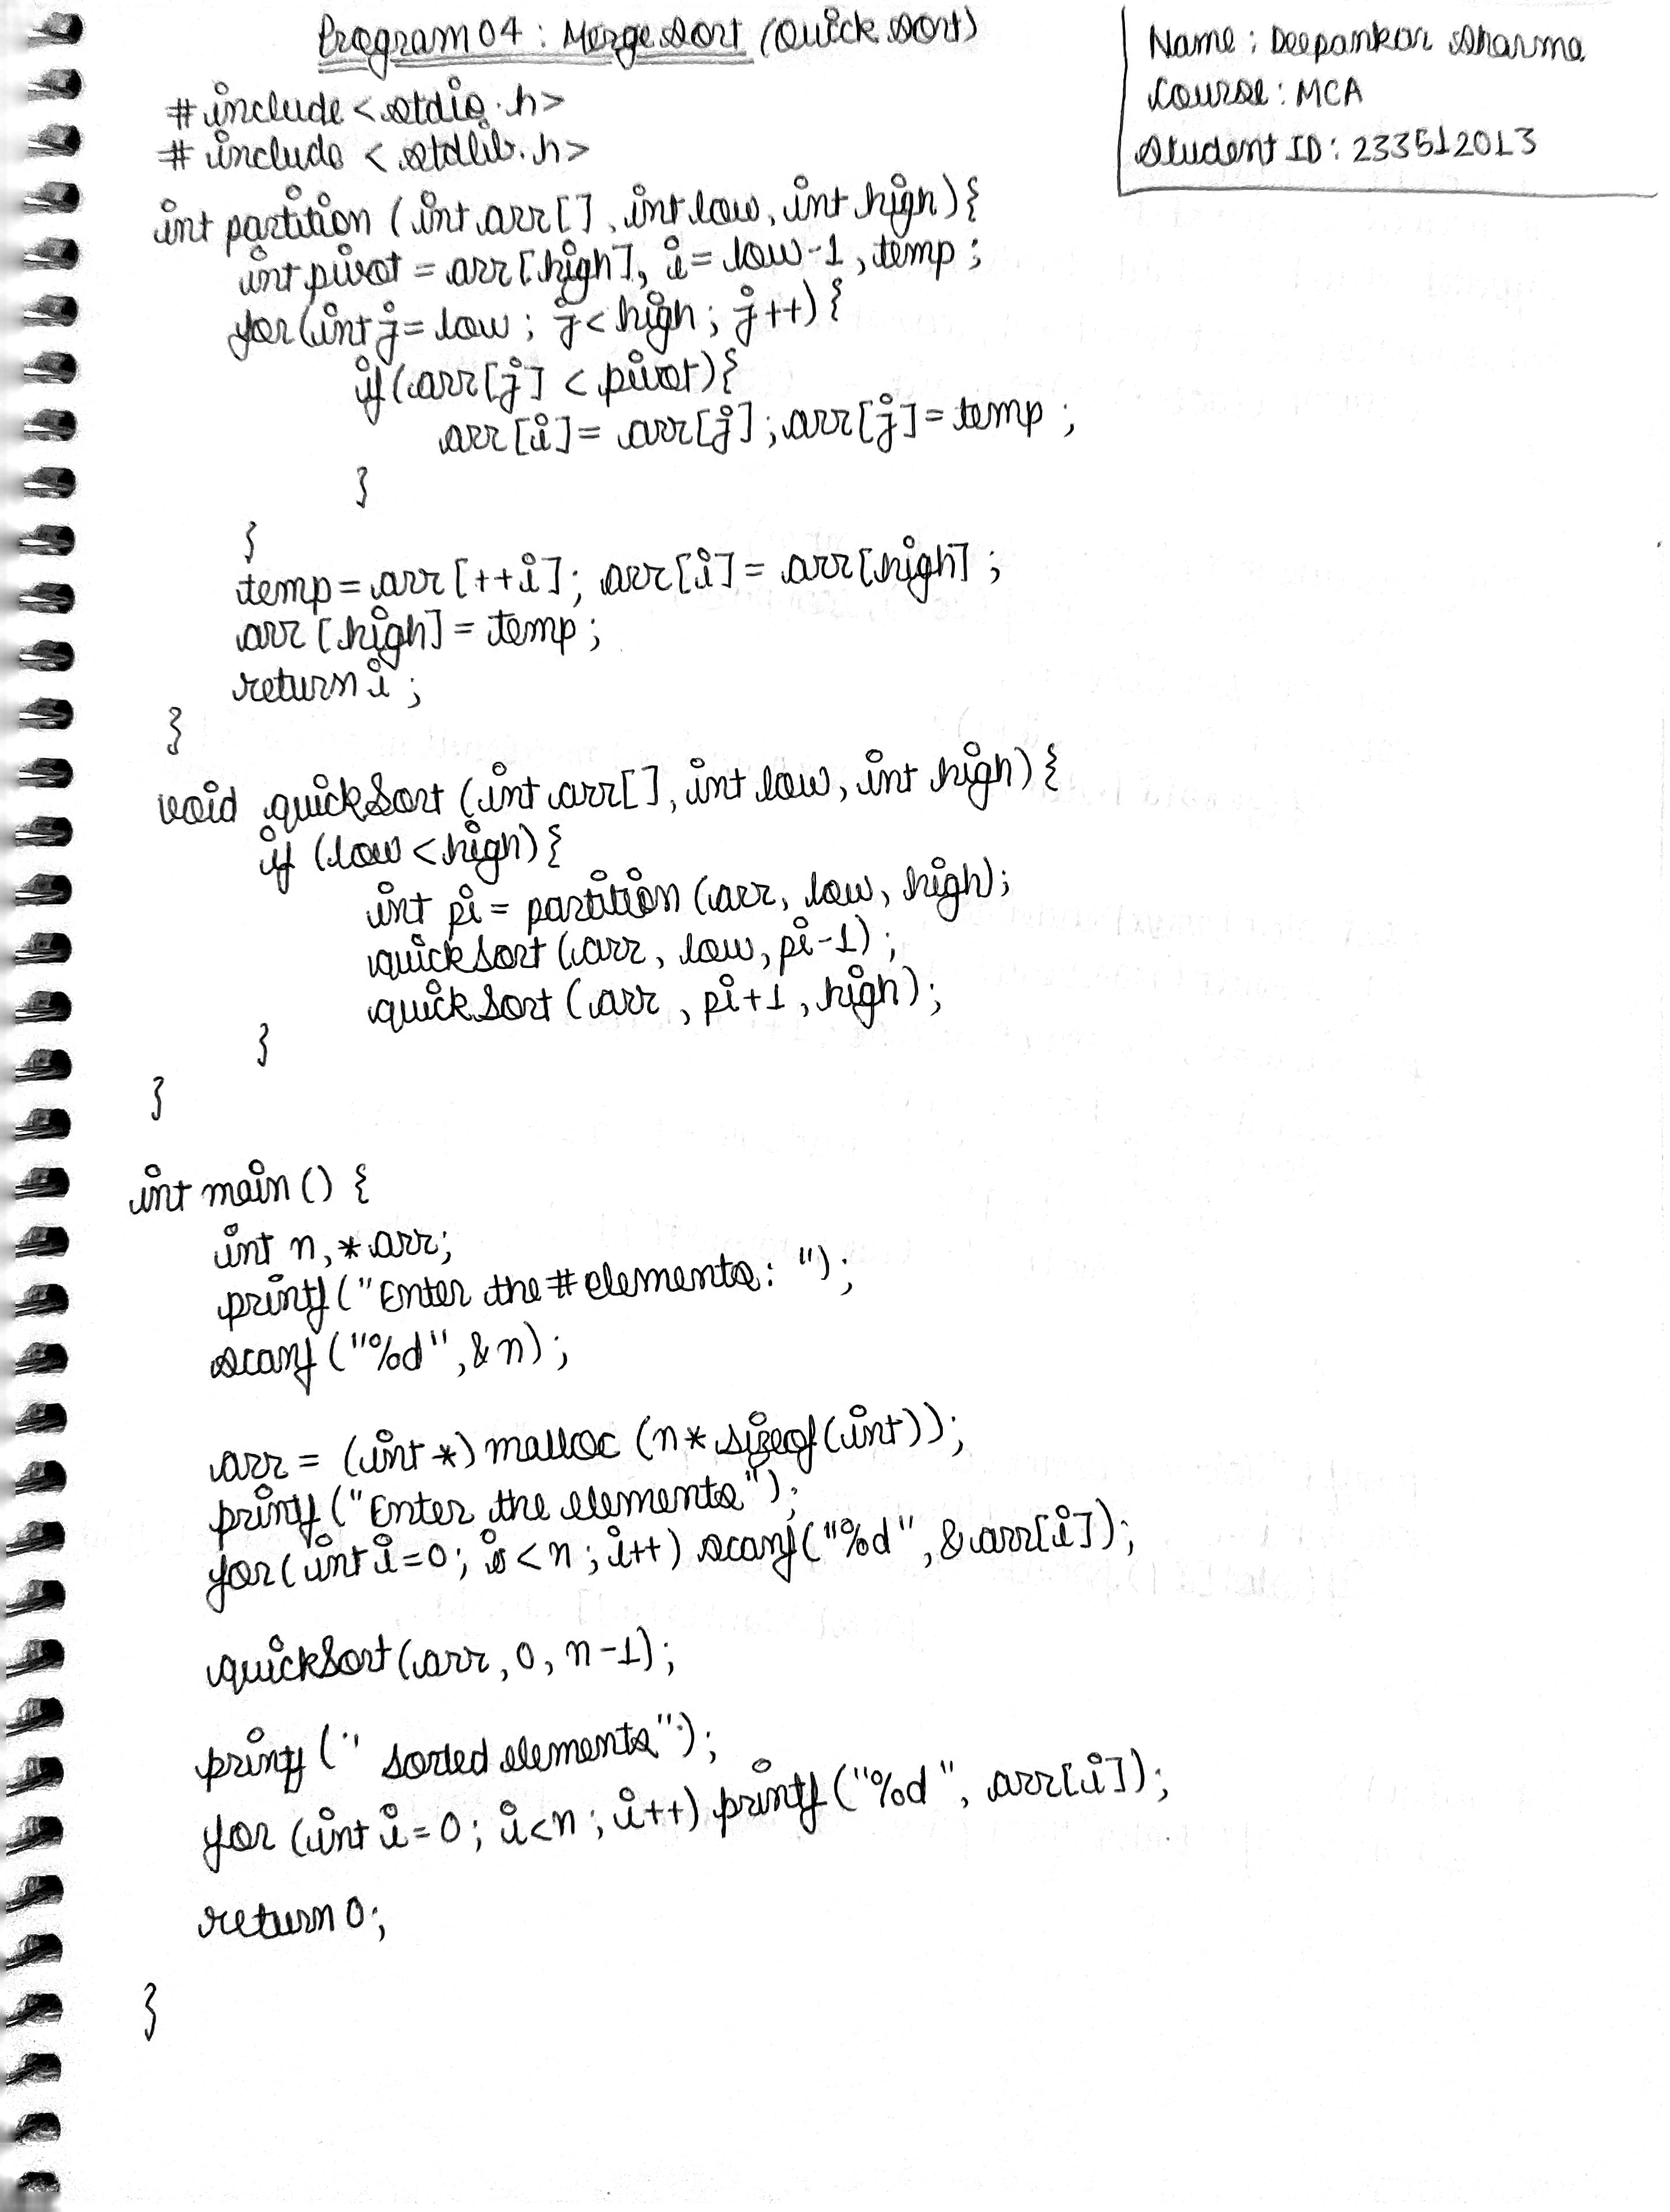 Program 04 : Merge Sort (Quick Sort)
Name : Deepankar Sharma
Course : MCA
Student ID : 233512013
#include <stdio.h>
# include < stdlib.h>
int partition (int arr[], int low, int high){
int pivot = arr[high], i = low-1, temp ;
for(int j = low ; j < high ; j++) {
if(arr[j] < pivot){
arr[i] = arr[j] ; arr[j] = temp ;
}
}
temp = arr[++i]; arr[i] = arr[high] ;
arr[high] = temp ;
return i ;
}
void quickSort (int arr[], int low, int high) {
if (low < high) {
int pi = partition (arr, low, high);
quickSort (arr, low, pi-1) ;
quickSort (arr , pi+1 , high);
}
}
int main () {
int n, * arr;
printf ("Enter the # elements: ");
scanf ("%d", & n) ;
arr = (int *) malloc (n * sizeof(int));
printf ("Enter the elements");
for( int i=0; i < n ; i++) scanf("%d", & arr[i]);
quickSort(arr, 0, n-1);
printf (" Sorted elements");
for (int i = 0 ; i<n ; i++) printf ("%d ", arr[i]);
return 0;
}